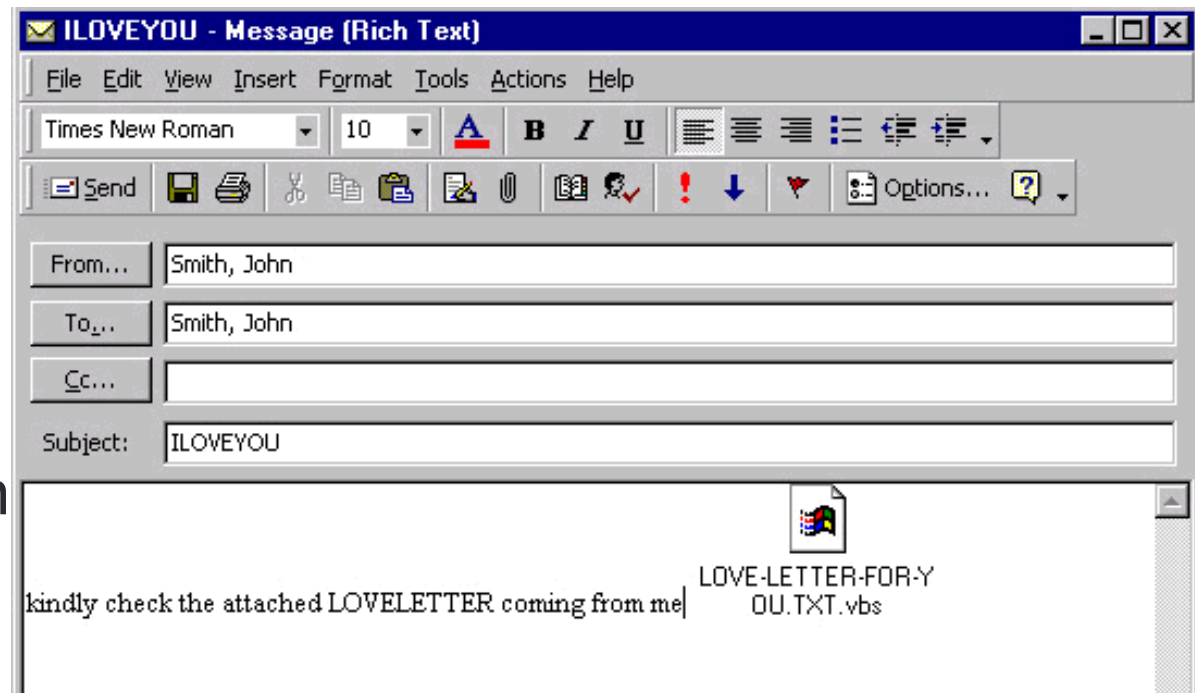 ILOVEYOU - Message (Rich Text)
File Edit View Insert Format Tools Actions Help
Times New Roman 10 A B I U
Send Options...
From... Smith, John
To... Smith, John
Cc...
Subject: ILOVEYOU
n
LOVE-LETTER-FOR-Y
OU.TXT.vbs
kindly check the attached LOVELETTER coming from me